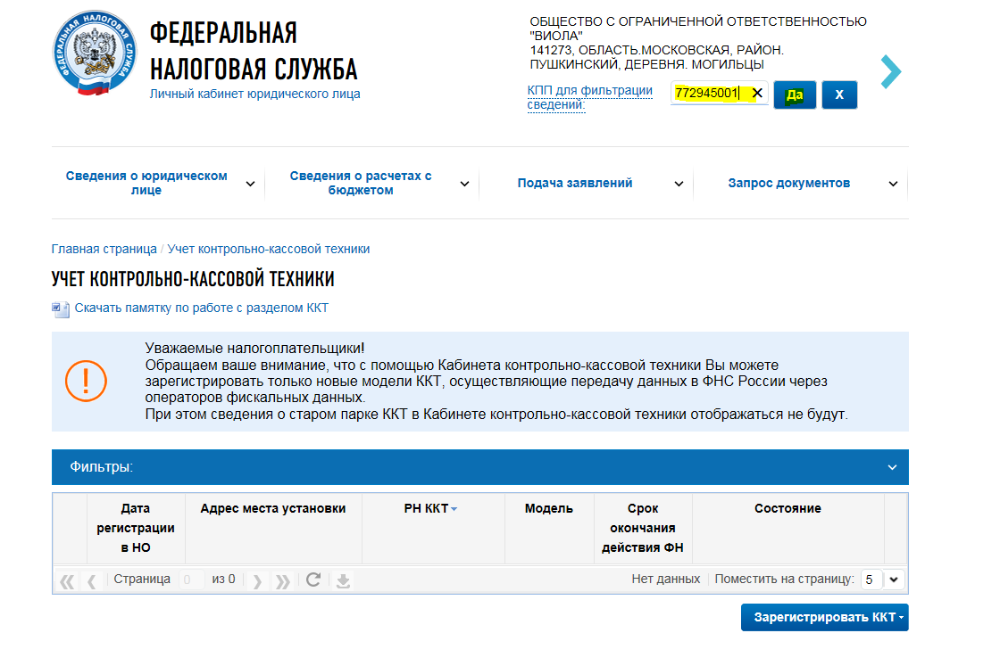 ФЕДЕРАЛЬНАЯ НАЛОГОВАЯ СЛУЖБА
ФЕДЕРАЛЬНАЯ
НАЛОГОВАЯ СЛУЖБА
Личный кабинет юридического лица
ОБЩЕСТВО С ОГРАНИЧЕННОЙ ОТВЕТСТВЕННОСТЬЮ
"ВИОЛА"
141273, ОБЛАСТЬ.МОСКОВСКАЯ, РАЙОН.
ПУШКИНСКИЙ, ДЕРЕВНЯ. МОГИЛЬЦЫ
КПП для фильтрации
сведений:
772945001
Да
X
Сведения о юридическом
лице
Сведения о расчетах с
бюджетом
Подача заявлений
Запрос документов
Главная страница / Учет контрольно-кассовой техники
УЧЕТ КОНТРОЛЬНО-КАССОВОЙ ТЕХНИКИ
Скачать памятку по работе с разделом ККТ
Уважаемые налогоплательщики!
Обращаем ваше внимание, что с помощью Кабинета контрольно-кассовой техники Вы можете
зарегистрировать только новые модели ККТ, осуществляющие передачу данных в ФНС России через
операторов фискальных данных.
При этом сведения о старом парке ККТ в Кабинете контрольно-кассовой техники отображаться не будут.
Фильтры:
Дата
регистрации
в НО
Адрес места установки
РН ККТ
Модель
Срок
окончания
действия ФН
Состояние
Страница 0 из 0
Нет данных
Поместить на страницу: 5
Зарегистрировать ККТ